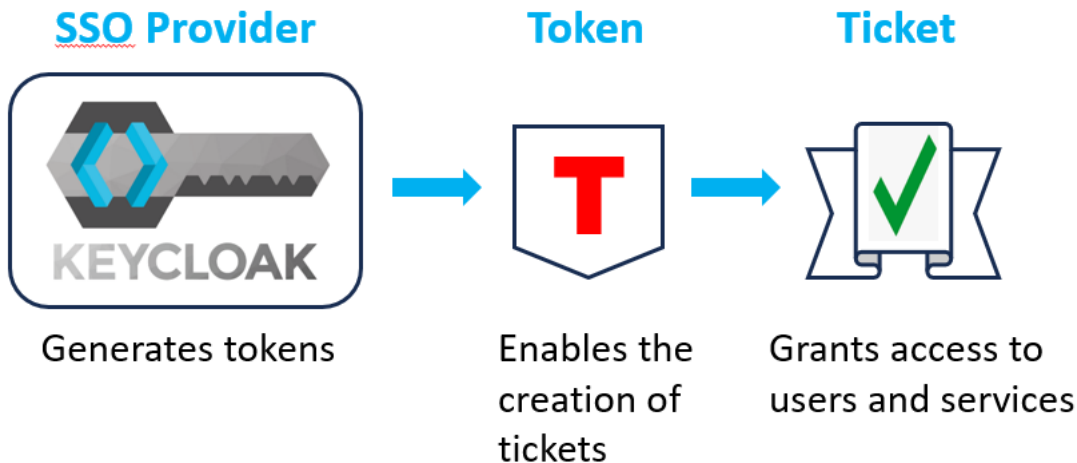 SSO Provider
Token
Ticket
KEYCLOAK
T
Generates tokens
Enables the
creation of
tickets
Grants access to
users and services